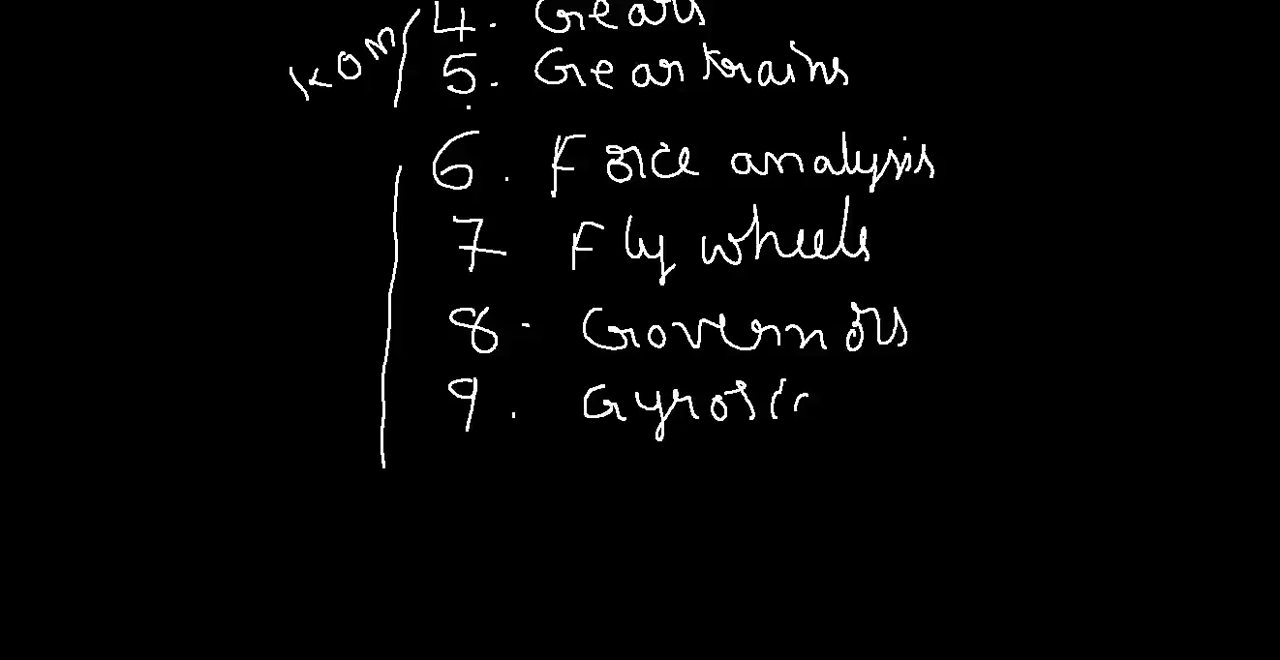 4. Gears
KOM
5. Gear trains
6. Force analysis
7 Fly wheels
8. Governors
9. Gyrosc